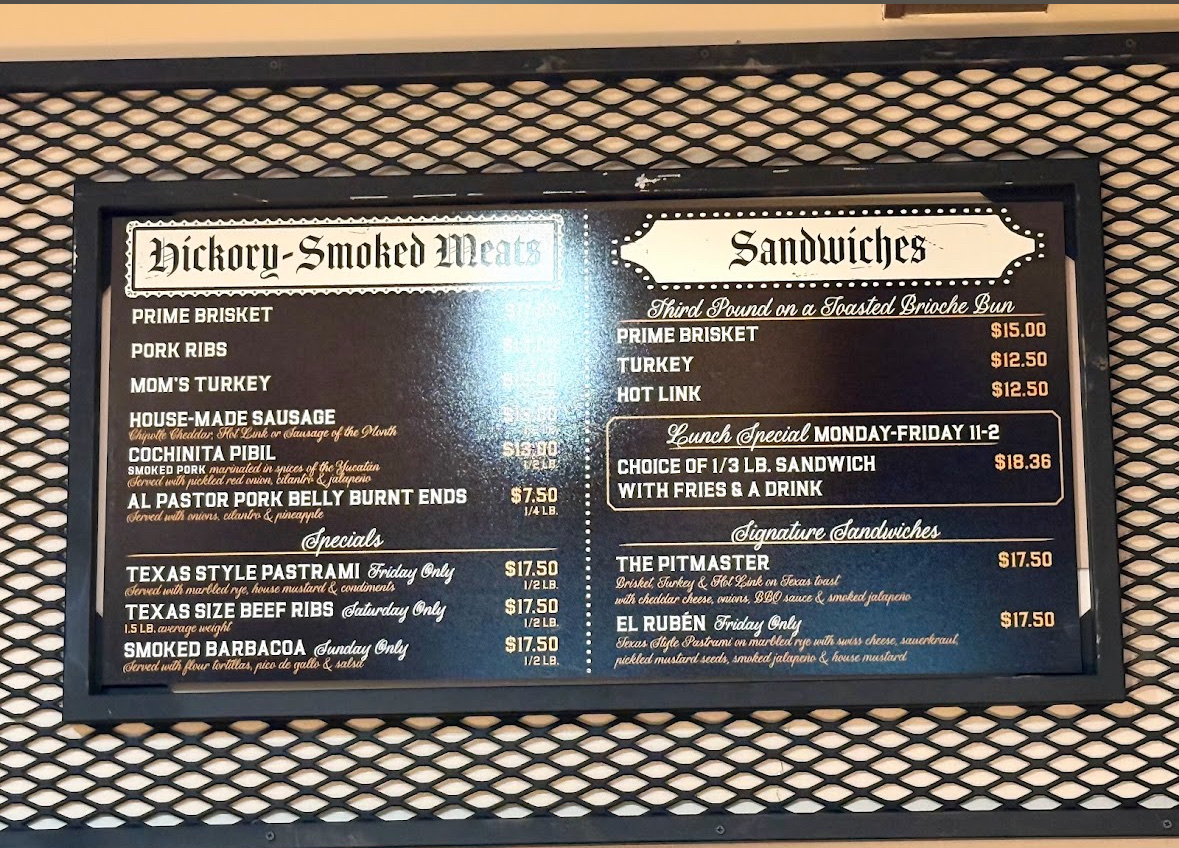 Hickory-Smoked Meats
PRIME BRISKET
PORK RIBS
MOM'S TURKEY
HOUSE-MADE SAUSAGE
Chipotle Cheddar, Hot Link or Sausage of the Month
COCHINITA PIBIL $13.00
SMOKED PORK marinated in spices of the Yucatán 1/2 LB.
Served with pickled red onion, cilantro & jalapeño
AL PASTOR PORK BELLY BURNT ENDS $7.50
Served with onions, cilantro & pineapple 1/4 LB.
Specials
TEXAS STYLE PASTRAMI Friday Only $17.50
Served with marbled rye, house mustard & condiments 1/2 LB.
TEXAS SIZE BEEF RIBS Saturday Only $17.50
1.5 LB. average weight 1/2 LB.
SMOKED BARBACOA Sunday Only $17.50
Served with flour tortillas, pico de gallo & salsa 1/2 LB.
Sandwiches
Third Pound on a Toasted Brioche Bun
PRIME BRISKET $15.00
TURKEY $12.50
HOT LINK $12.50
Lunch Special MONDAY-FRIDAY 11-2
CHOICE OF 1/3 LB. SANDWICH $18.36
WITH FRIES & A DRINK
Signature Sandwiches
THE PITMASTER $17.50
Brisket, Turkey & Hot Link on Texas toast
with cheddar cheese, onions, BBQ sauce & smoked jalapeño
EL RUBÉN Friday Only $17.50
Texas Style Pastrami on marbled rye with swiss cheese, sauerkraut,
pickled mustard seeds, smoked jalapeño & house mustard